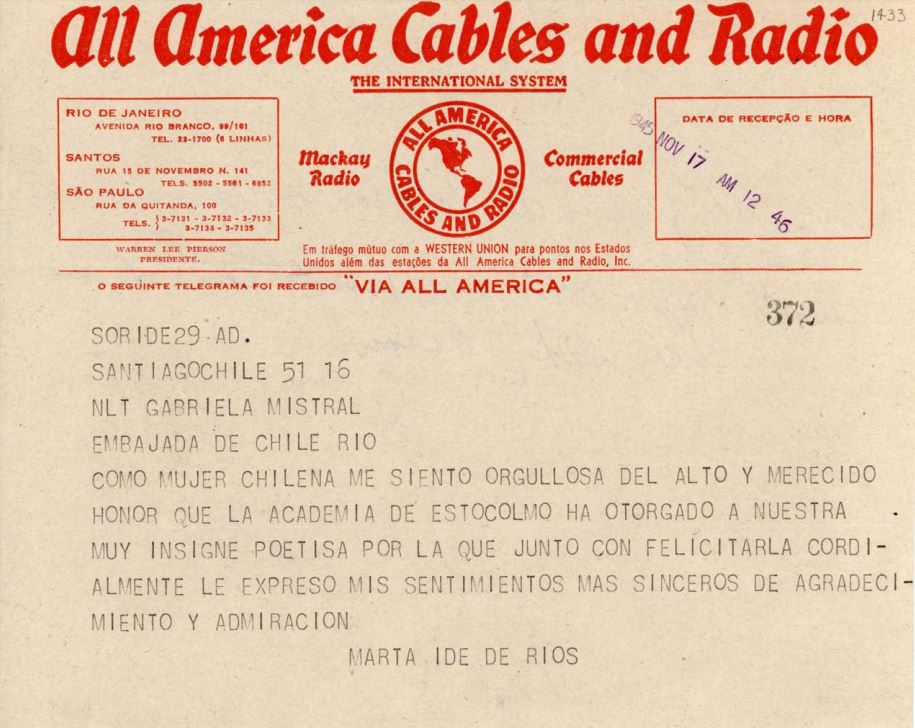 1433
All America Cables and Radio
THE INTERNATIONAL SYSTEM
RIO DE JANEIRO
AVENIDA RIO BRANCO, 99/101
TEL. 23-1700 (6 LINHAS)
SANTOS
RUA 15 DE NOVEMBRO N. 141
TELS. 5502 - 5561 - 6852
SÃO PAULO
RUA DA QUITANDA, 100
TELS. } 3-7131 - 3-7132 - 3-7133
3-7134 - 3-7135
WARREN LEE PIERSON
PRESIDENTE.
Mackay
Radio
ALL AMERICA
CABLES AND RADIO
Commercial
Cables
Em tráfego mútuo com a WESTERN UNION para pontos nos Estados
Unidos além das estações da All America Cables and Radio, Inc.
DATA DE RECEPÇÃO E HORA
1945 NOV 17 AM 12 46
O SEGUINTE TELEGRAMA FOI RECEBIDO "VIA ALL AMERICA"
372
SORIDE29 AD.
SANTIAGOCHILE 51 16
NLT GABRIELA MISTRAL
EMBAJADA DE CHILE RIO
COMO MUJER CHILENA ME SIENTO ORGULLOSA DEL ALTO Y MERECIDO
HONOR QUE LA ACADEMIA DE ESTOCOLMO HA OTORGADO A NUESTRA
MUY INSIGNE POETISA POR LA QUE JUNTO CON FELICITARLA CORDI-
ALMENTE LE EXPRESO MIS SENTIMIENTOS MAS SINCEROS DE AGRADECI-
MIENTO Y ADMIRACION
MARTA IDE DE RIOS